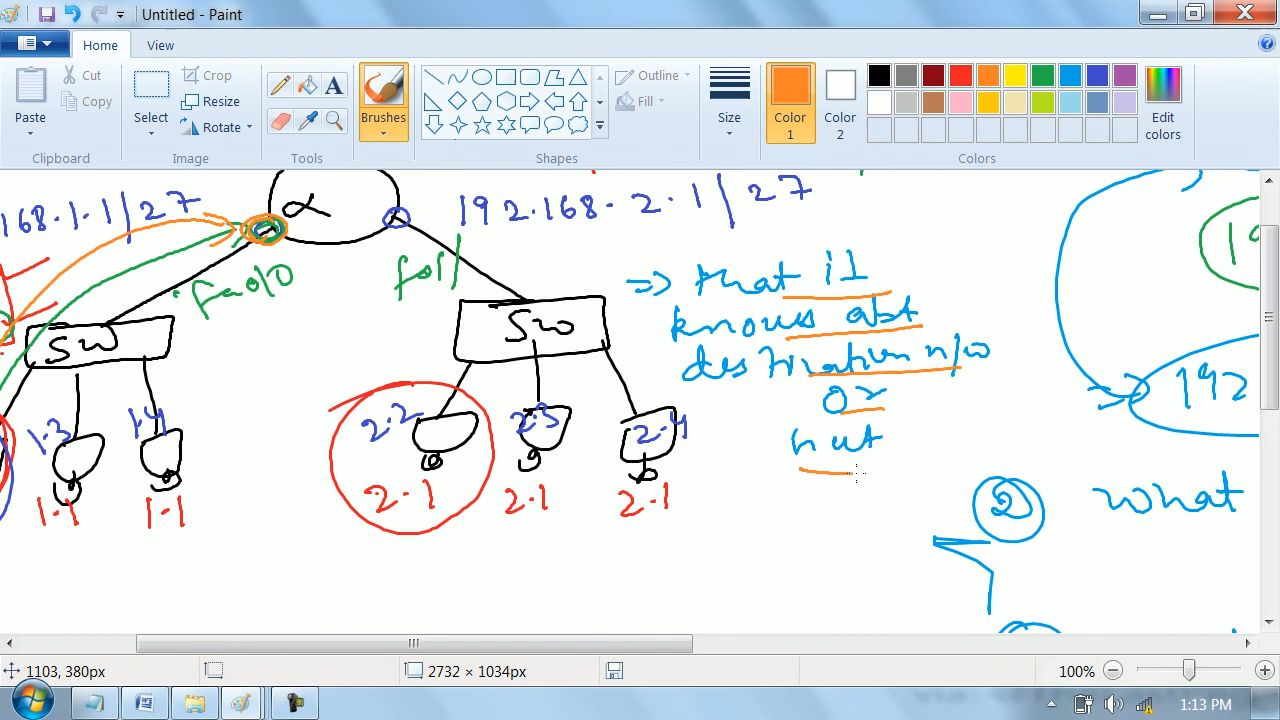 Untitled - Paint
Home View
Paste
Cut
Copy
Clipboard
Select
Crop
Resize
Rotate
Image
Tools
Brushes
Shapes
Outline
Fill
Size
Color 1
Color 2
Edit colors
Colors
168.1.1/27
192.168.2.1/27
fa0/0
fa0/1
SW
SW
=> that it
knows abt
destination n/w
or
not
19
192
1.3
1.4
2.2
2.3
2.4
1.1
1.1
2.1
2.1
2.1
2 what
1103, 380px
2732 × 1034px
100%
1:13 PM